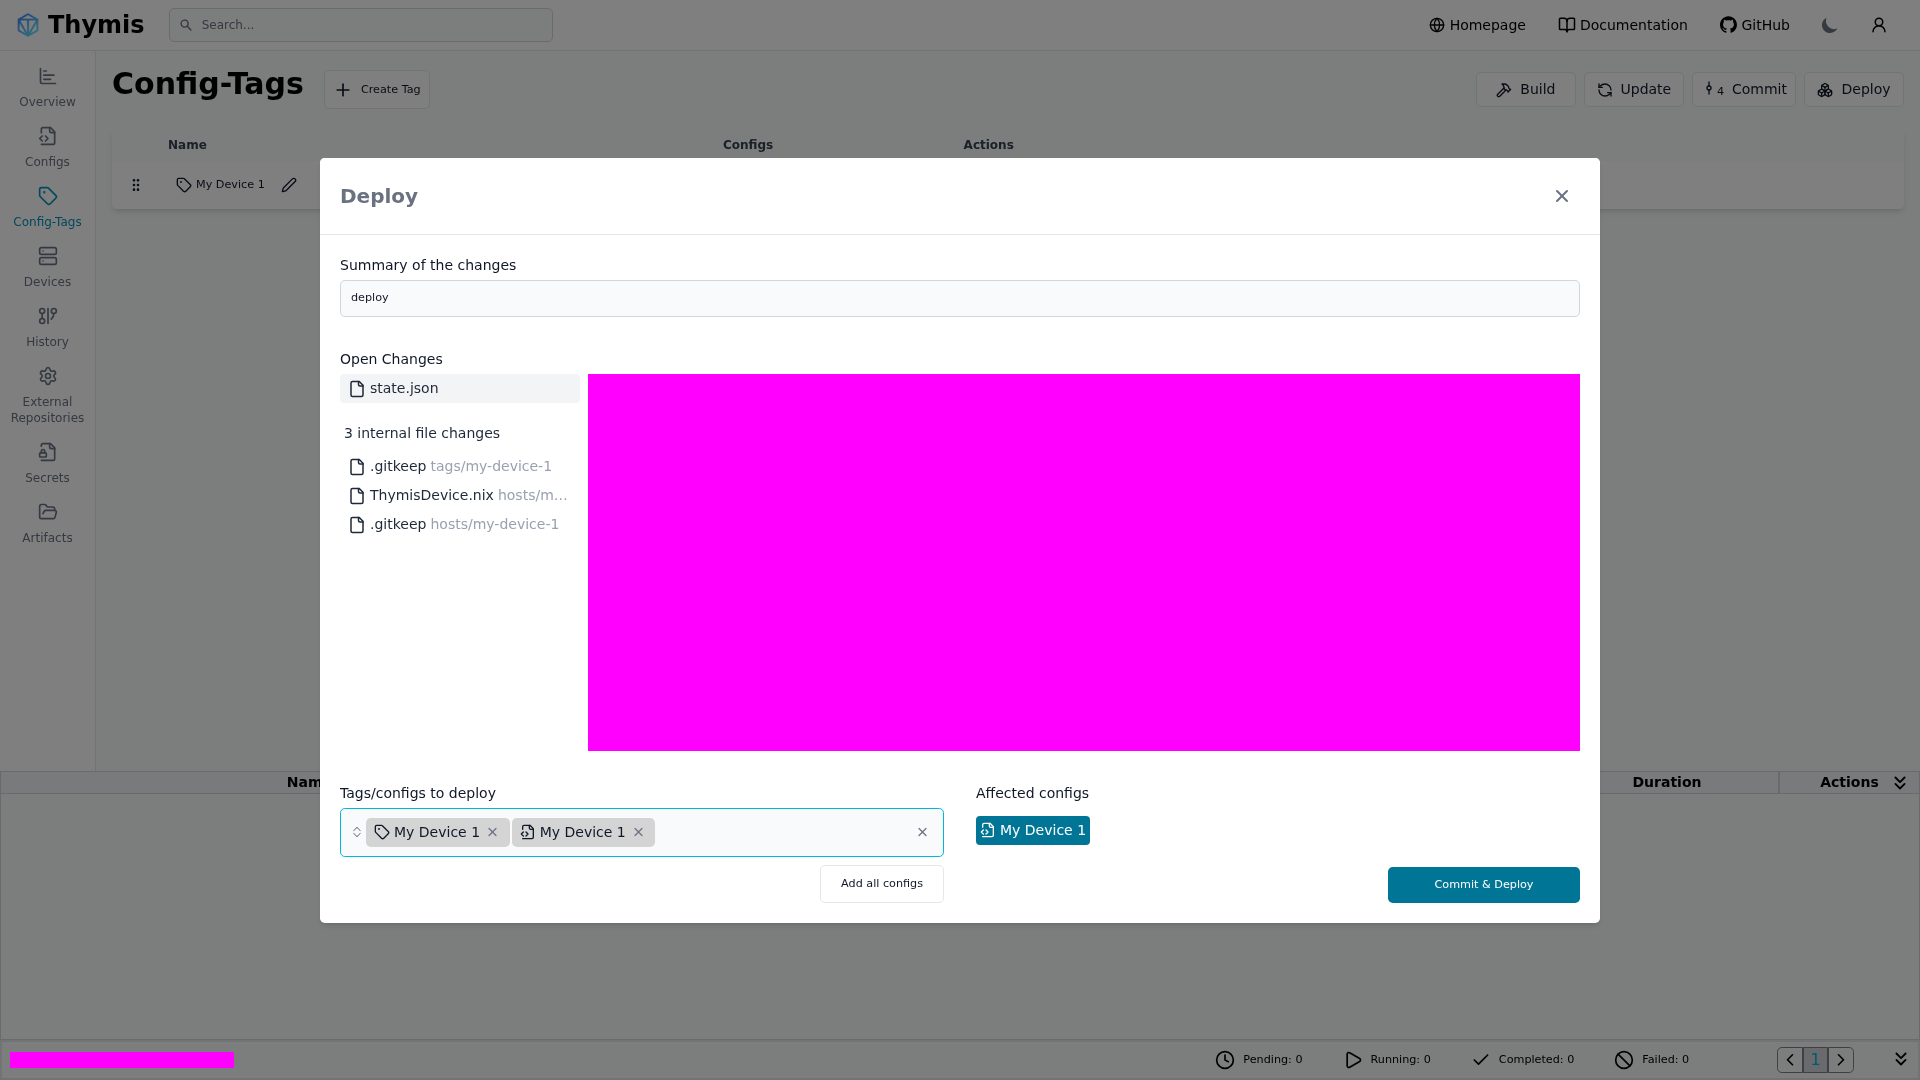 Thymis
Search...
Homepage
Documentation
GitHub
Overview
Configs
Config-Tags
Devices
History
External
Repositories
Secrets
Artifacts
Config-Tags
Create Tag
Build
Update
4 Commit
Deploy
Name
Configs
Actions
My Device 1
Deploy
Summary of the changes
deploy
Open Changes
state.json
3 internal file changes
.gitkeep tags/my-device-1
ThymisDevice.nix hosts/m...
.gitkeep hosts/my-device-1
Tags/configs to deploy
My Device 1
My Device 1
Add all configs
Affected configs
My Device 1
Commit & Deploy
Duration
Actions
Pending: 0
Running: 0
Completed: 0
Failed: 0
1